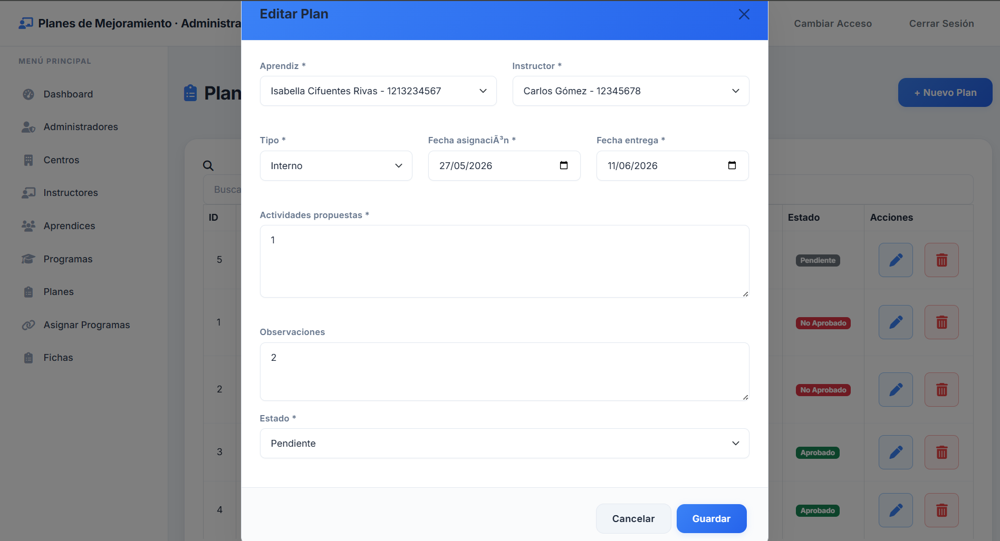 Planes de Mejoramiento · Administra
Editar Plan
Cambiar Acceso
Cerrar Sesión
MENÚ PRINCIPAL
Dashboard
Administradores
Centros
Instructores
Aprendices
Programas
Planes
Asignar Programas
Fichas
Plan
+ Nuevo Plan
Aprendiz *
Instructor *
Isabella Cifuentes Rivas - 1213234567
Carlos Gómez - 12345678
Tipo *
Fecha asignaciÃ³n *
Fecha entrega *
Interno
27/05/2026
11/06/2026
Actividades propuestas *
1
Observaciones
2
Estado *
Pendiente
Cancelar
Guardar
Busca
ID
Estado
Acciones
5
Pendiente
1
No Aprobado
2
No Aprobado
3
Aprobado
4
Aprobado